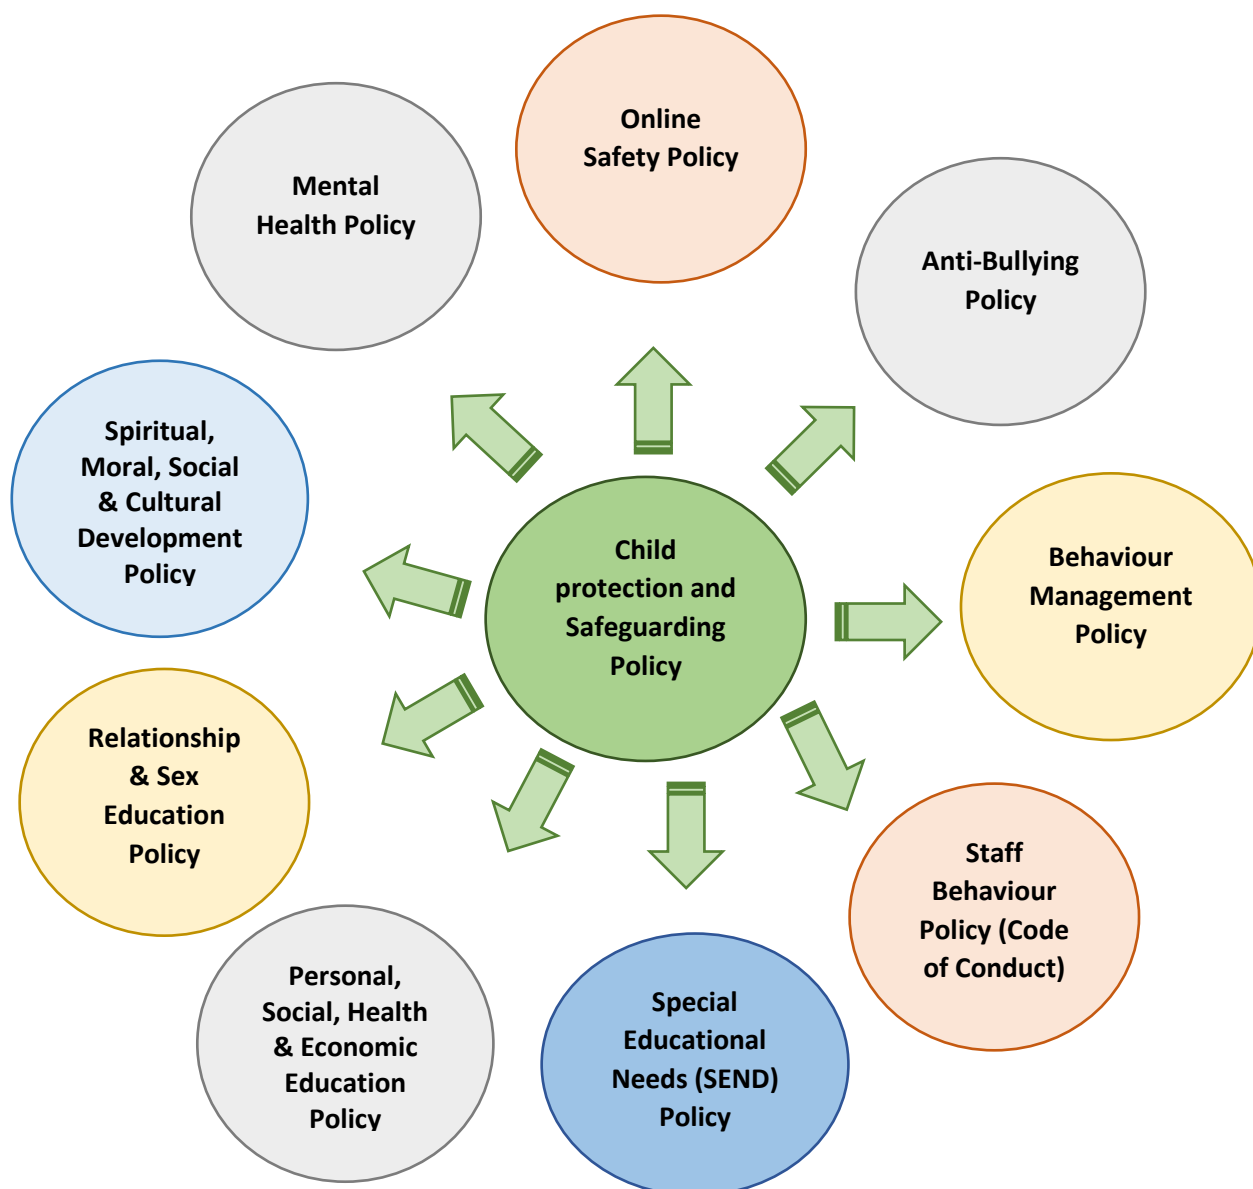 Online
Safety Policy
Mental
Health Policy
Anti-Bullying
Policy
Spiritual,
Moral, Social
& Cultural
Development
Policy
Child
protection and
Safeguarding
Policy
Behaviour
Management
Policy
Relationship
& Sex
Education
Policy
Staff
Behaviour
Policy (Code
of Conduct)
Personal,
Social, Health
& Economic
Education
Policy
Special
Educational
Needs (SEND)
Policy